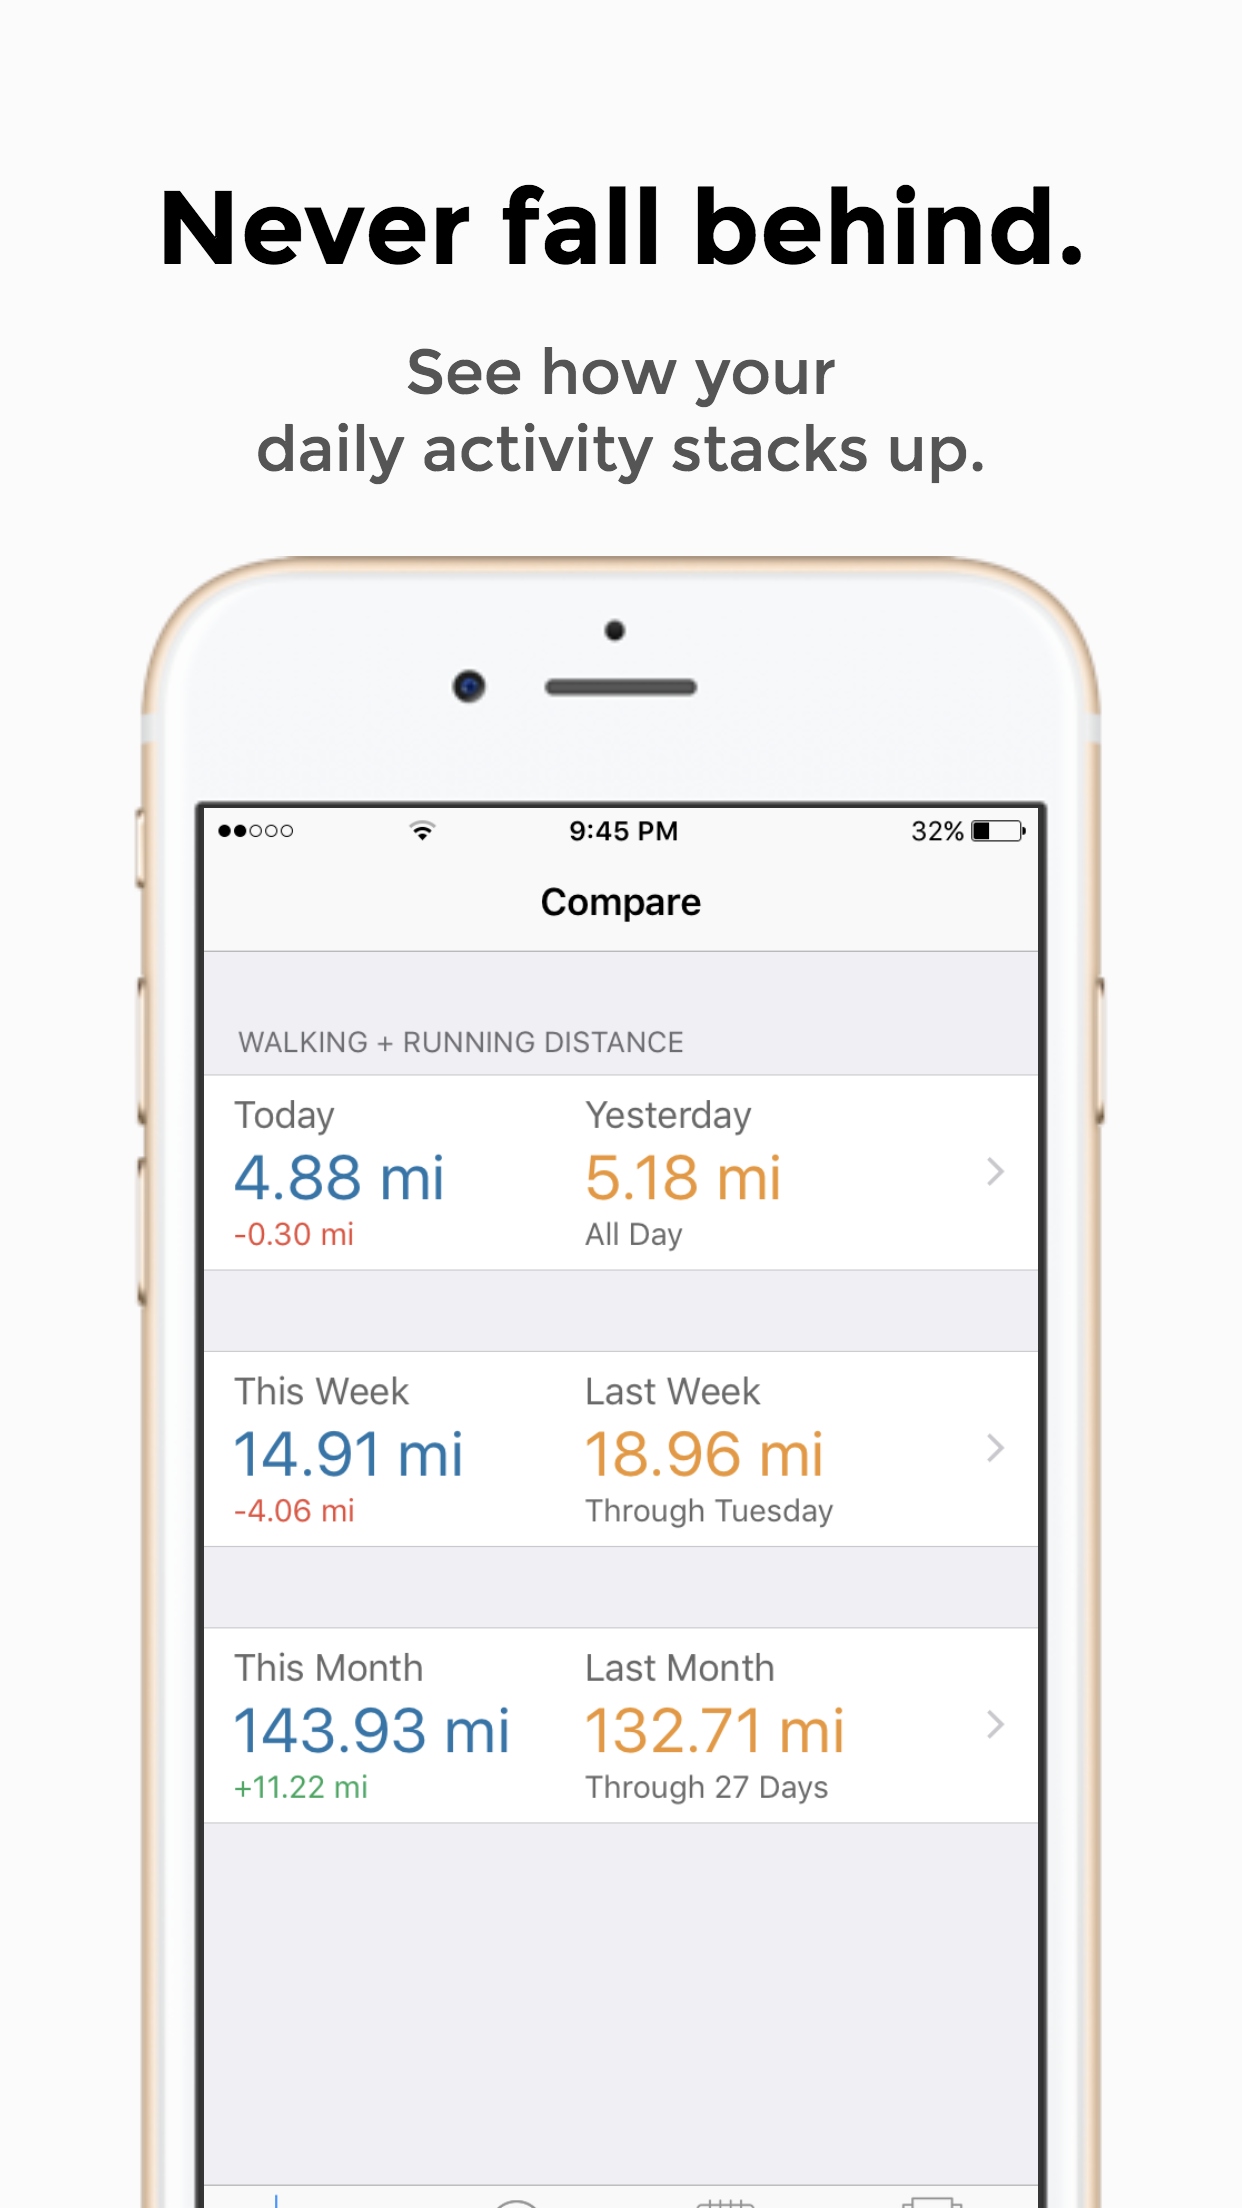 Never fall behind.
See how your
daily activity stacks up.
9:45 PM
32%
Compare
WALKING + RUNNING DISTANCE
Today
Yesterday
4.88 mi
5.18 mi
-0.30 mi
All Day
This Week
Last Week
14.91 mi
18.96 mi
-4.06 mi
Through Tuesday
This Month
Last Month
143.93 mi
132.71 mi
+11.22 mi
Through 27 Days